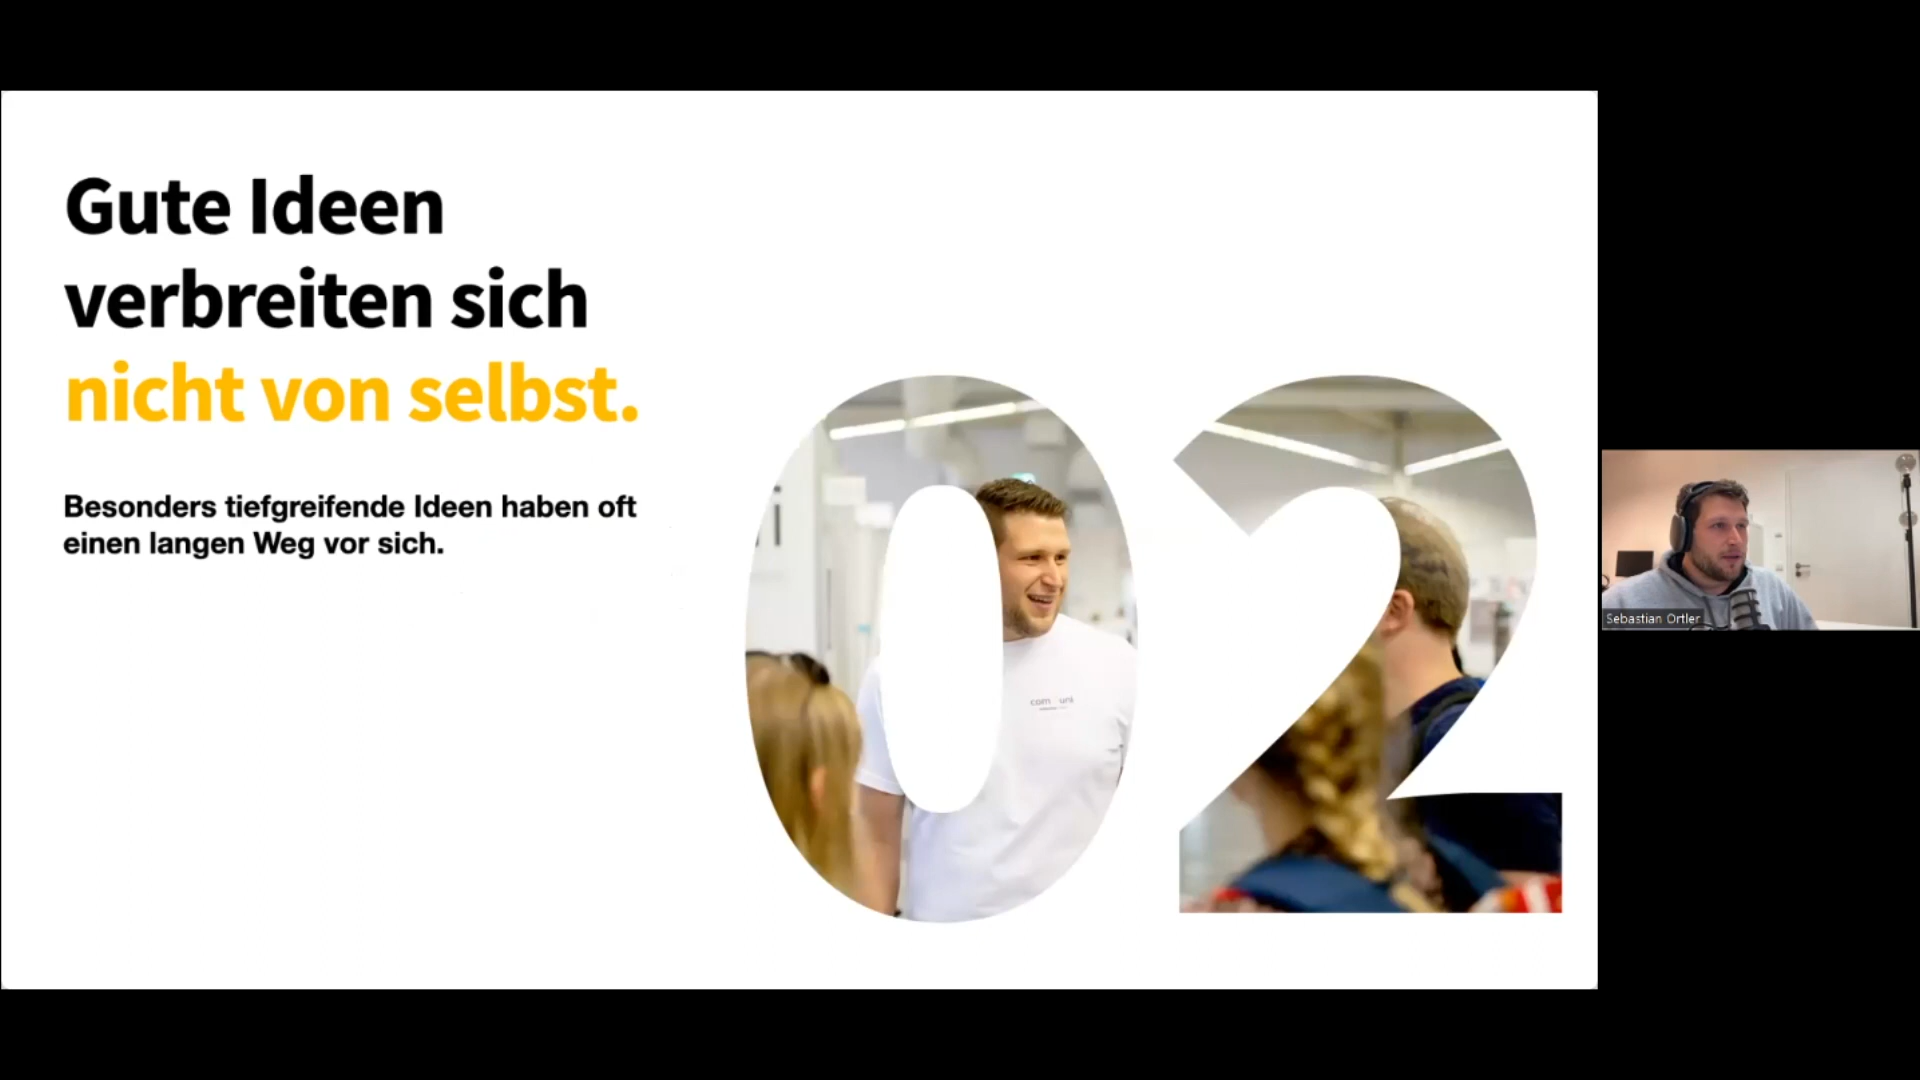 Gute Ideen
verbreiten sich
nicht von selbst.
Besonders tiefgreifende Ideen haben oft
einen langen Weg vor sich.
02
Sebastian Ortler